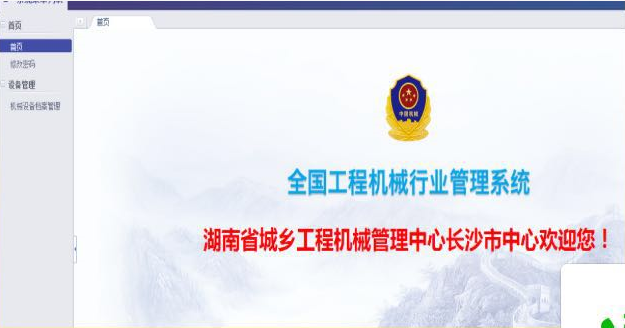 首页
首页
首页
修改密码
设备管理
机械设备档案管理
中国机械
全国工程机械行业管理系统
湖南省城乡工程机械管理中心长沙市中心欢迎您！